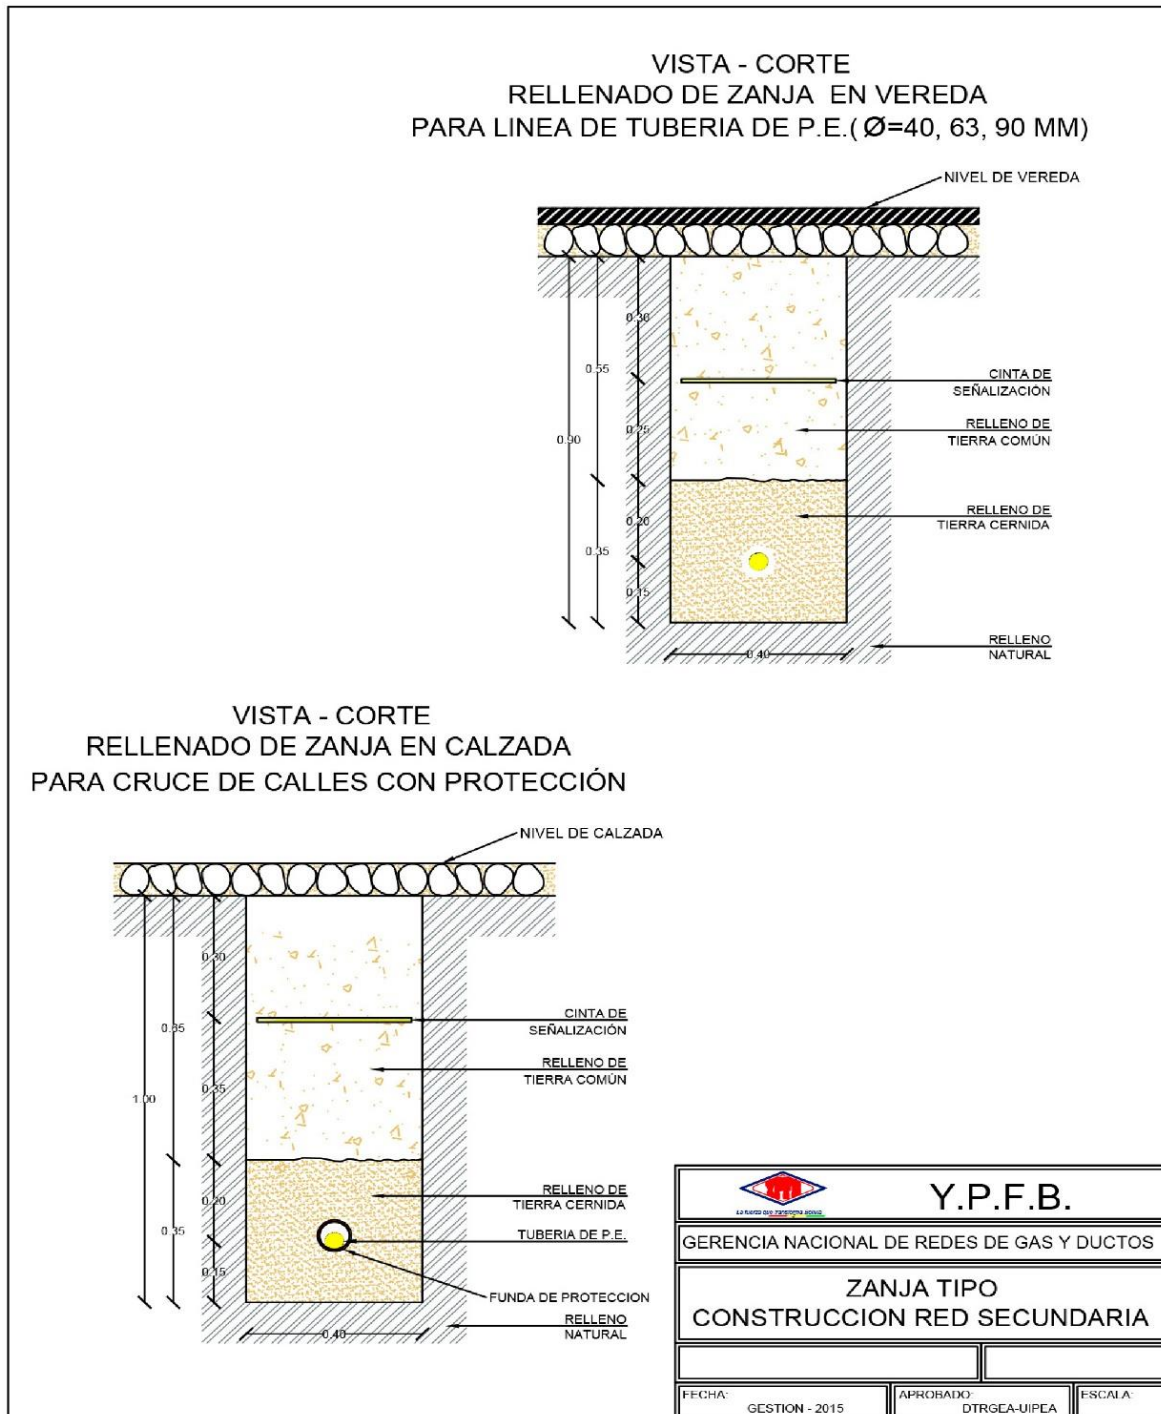 VISTA - CORTE
RELLENADO DE ZANJA EN VEREDA
PARA LINEA DE TUBERIA DE P.E.( Ø=40, 63, 90 MM)
NIVEL DE VEREDA
0.30
0.55
CINTA DE
SEÑALIZACIÓN
0.90
0.25
RELLENO DE
TIERRA COMÚN
0.20
RELLENO DE
TIERRA CERNIDA
0.35
0.15
RELLENO
NATURAL
0.40
VISTA - CORTE
RELLENADO DE ZANJA EN CALZADA
PARA CRUCE DE CALLES CON PROTECCIÓN
NIVEL DE CALZADA
0.30
CINTA DE
SEÑALIZACIÓN
0.65
RELLENO DE
TIERRA COMÚN
0.35
1.00
RELLENO DE
TIERRA CERNIDA
0.20
0.35
TUBERIA DE P.E.
0.15
FUNDA DE PROTECCION
RELLENO
NATURAL
0.40
La fuerza que transforma Bolivia
Y.P.F.B.
GERENCIA NACIONAL DE REDES DE GAS Y DUCTOS
ZANJA TIPO
CONSTRUCCION RED SECUNDARIA
FECHA:
GESTION - 2015
APROBADO:
DTRGEA-UIPEA
ESCALA: